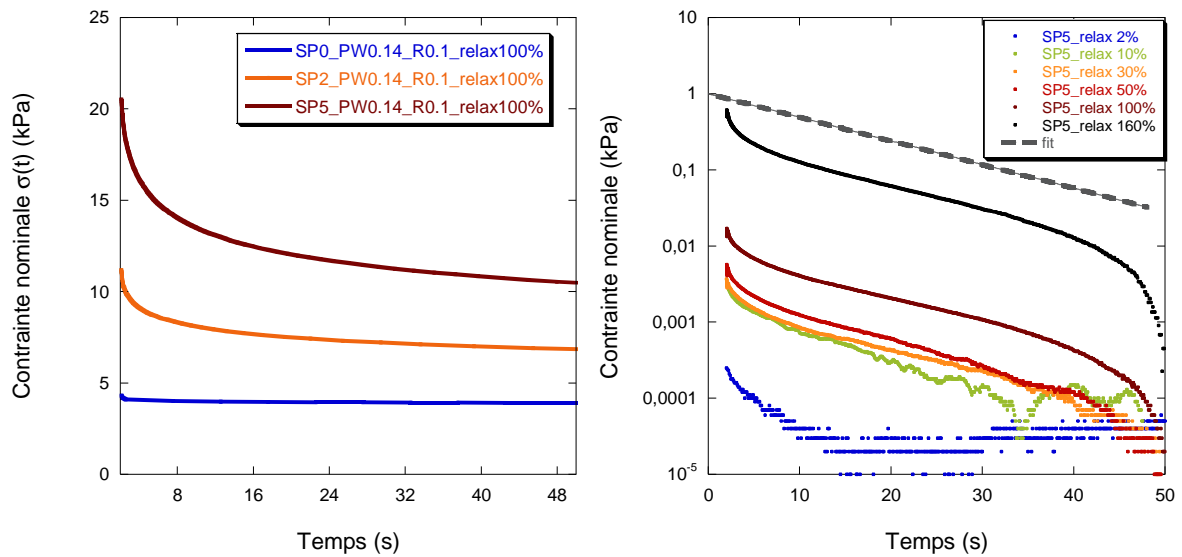 25
20
15
10
5
0
8 16 24 32 40 48
Contrainte nominale σ(t) (kPa)
Temps (s)
SP0_PW0.14_R0.1_relax100%
SP2_PW0.14_R0.1_relax100%
SP5_PW0.14_R0.1_relax100%
10
1
0,1
0,01
0,001
0,0001
10-5
0 10 20 30 40 50
Contrainte nominale (kPa)
Temps (s)
SP5_relax 2%
SP5_relax 10%
SP5_relax 30%
SP5_relax 50%
SP5_relax 100%
SP5_relax 160%
fit